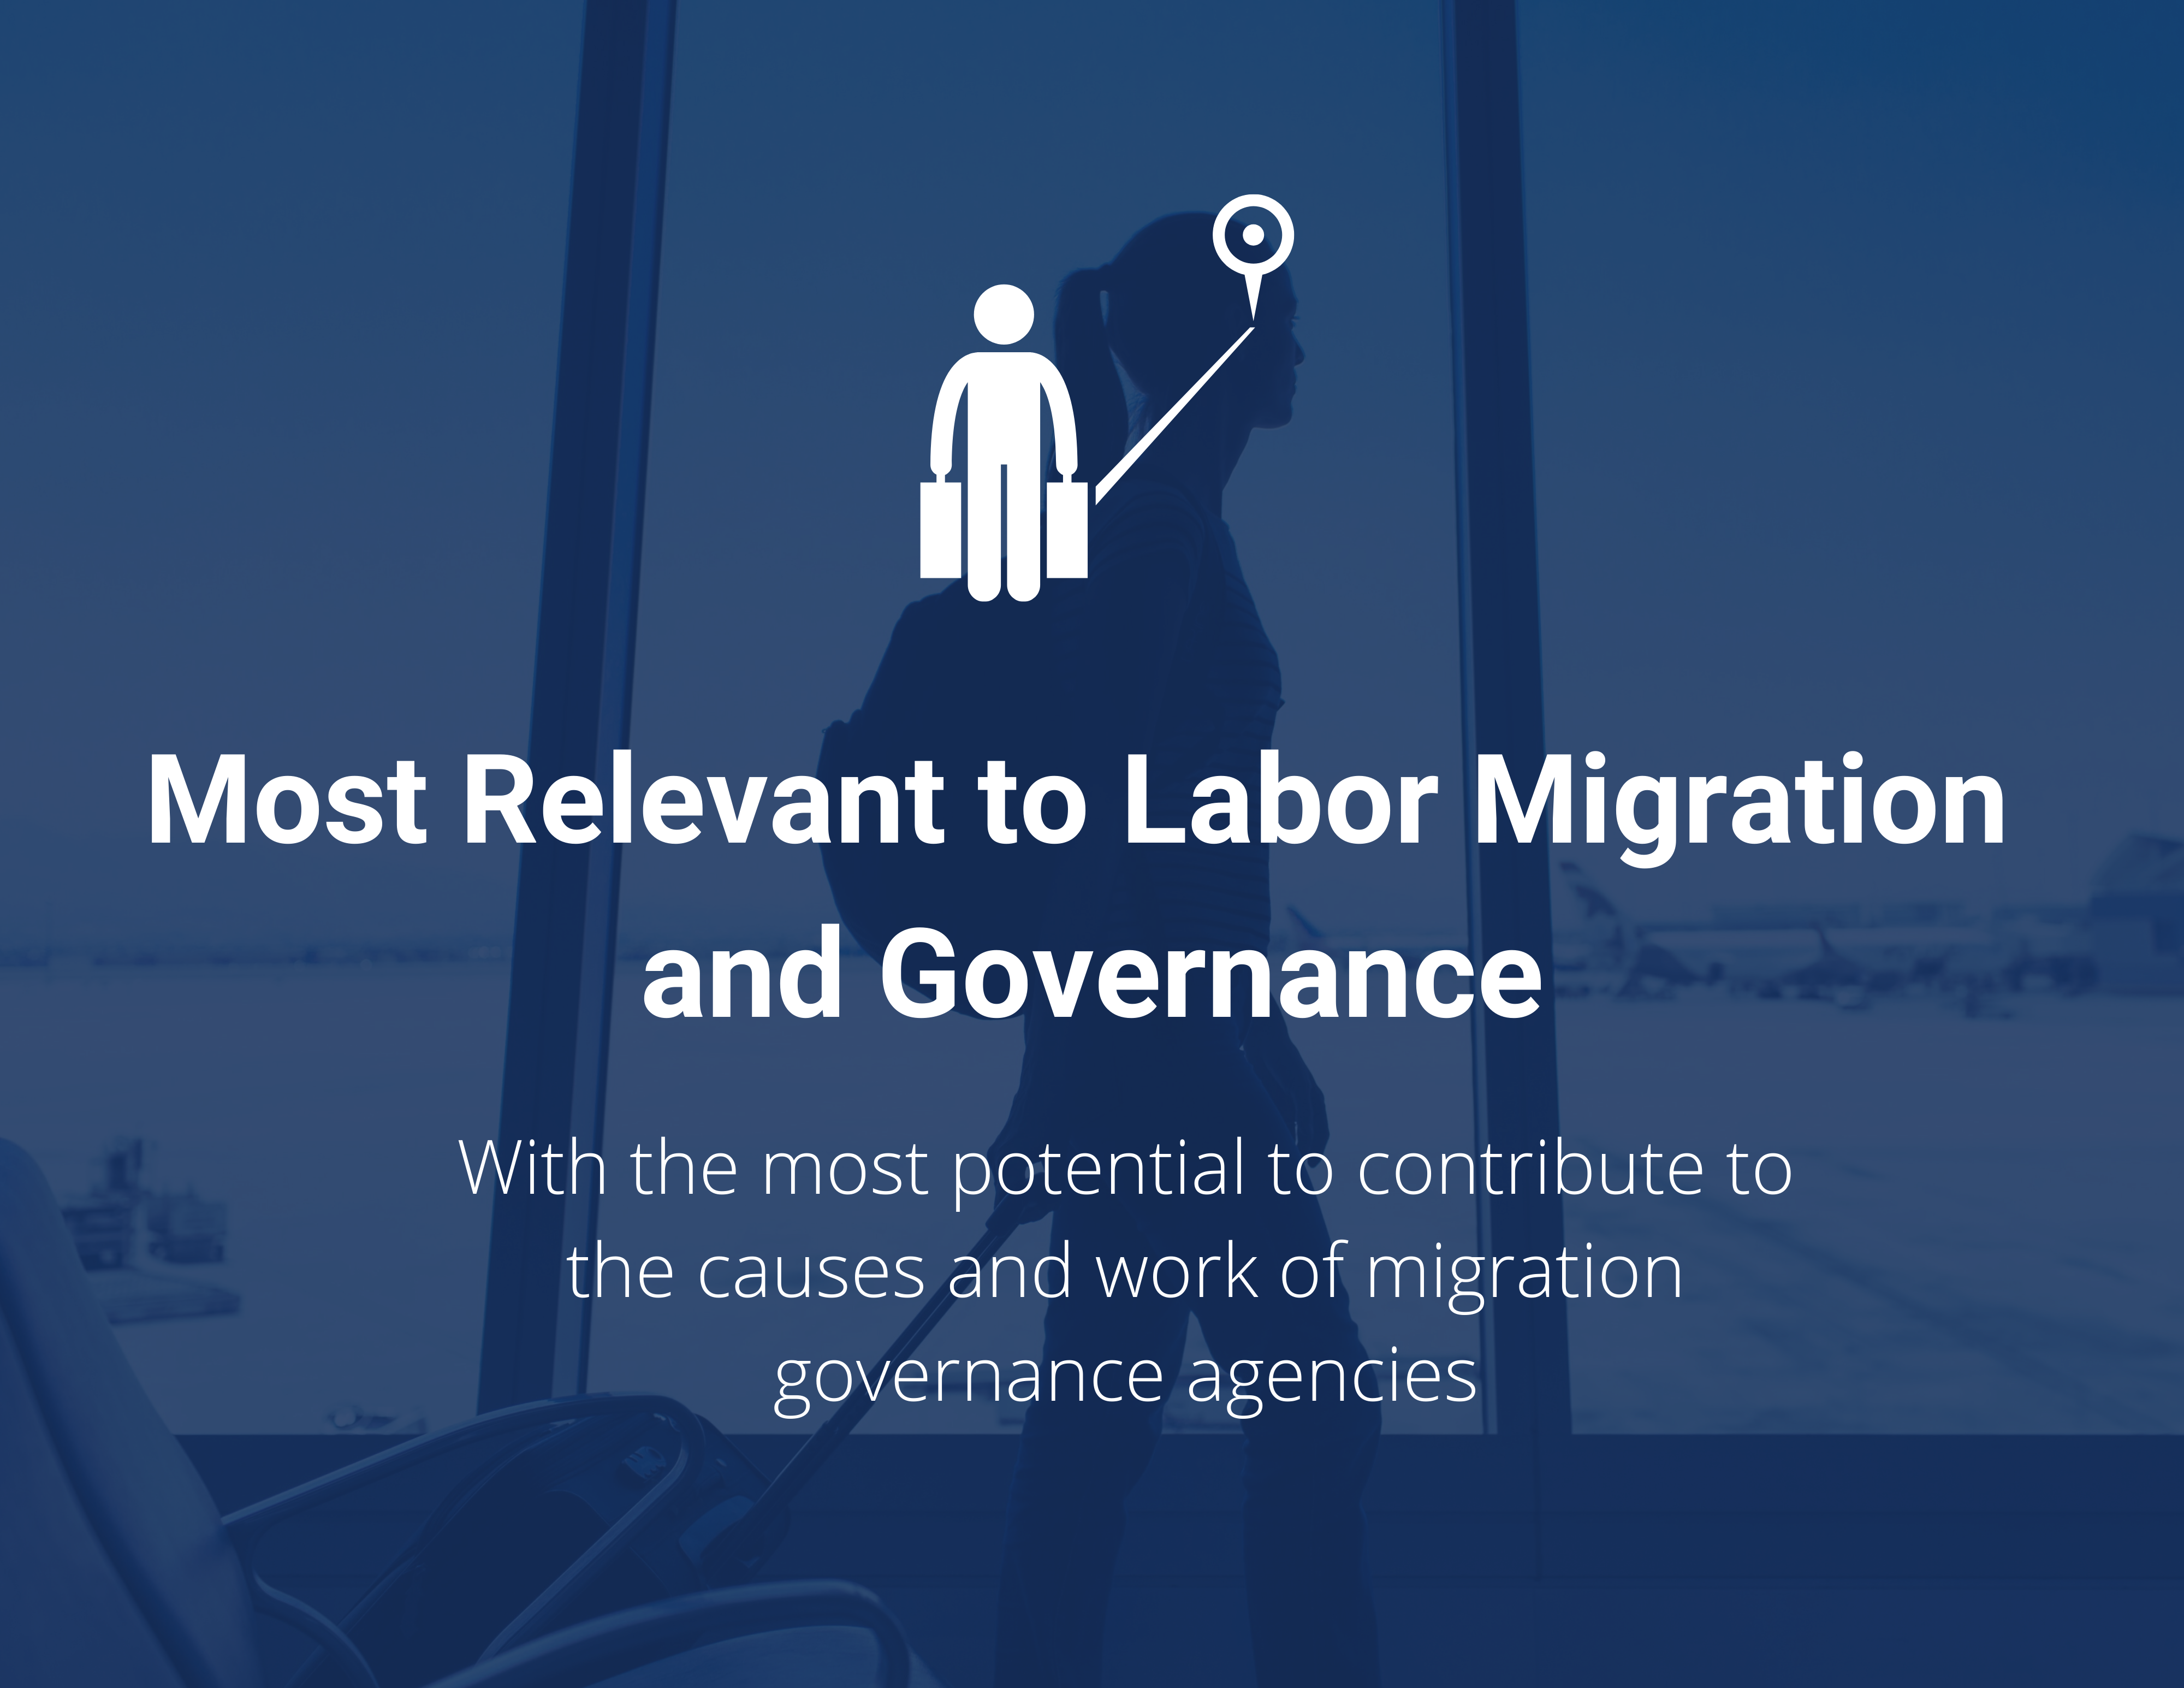 Most Relevant to Labor Migration
and Governance
With the most potential to contribute to
the causes and work of migration
governance agencies